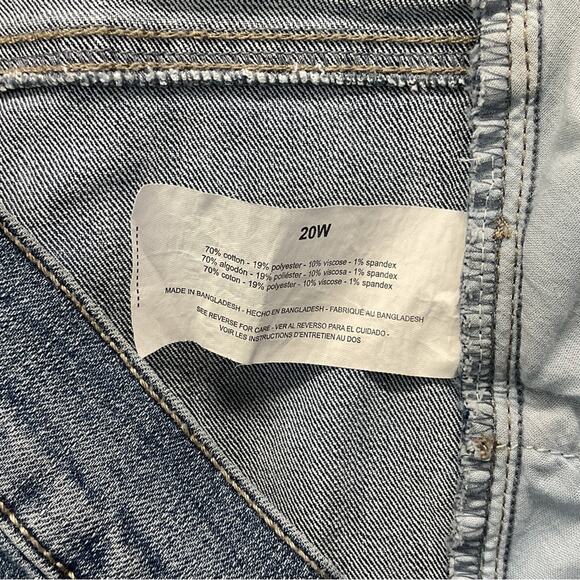 20W
70% cotton - 19% polyester - 10% viscose - 1% spandex
70% algodón - 19% poliéster - 10% viscosa - 1% spandex
70% coton - 19% polyester - 10% viscose - 1% spandex
MADE IN BANGLADESH - HECHO EN BANGLADESH - FABRIQUÉ AU BANGLADESH
SEE REVERSE FOR CARE - VER AL REVERSO PARA EL CUIDADO -
VOIR LES INSTRUCTIONS D'ENTRETIEN AU DOS